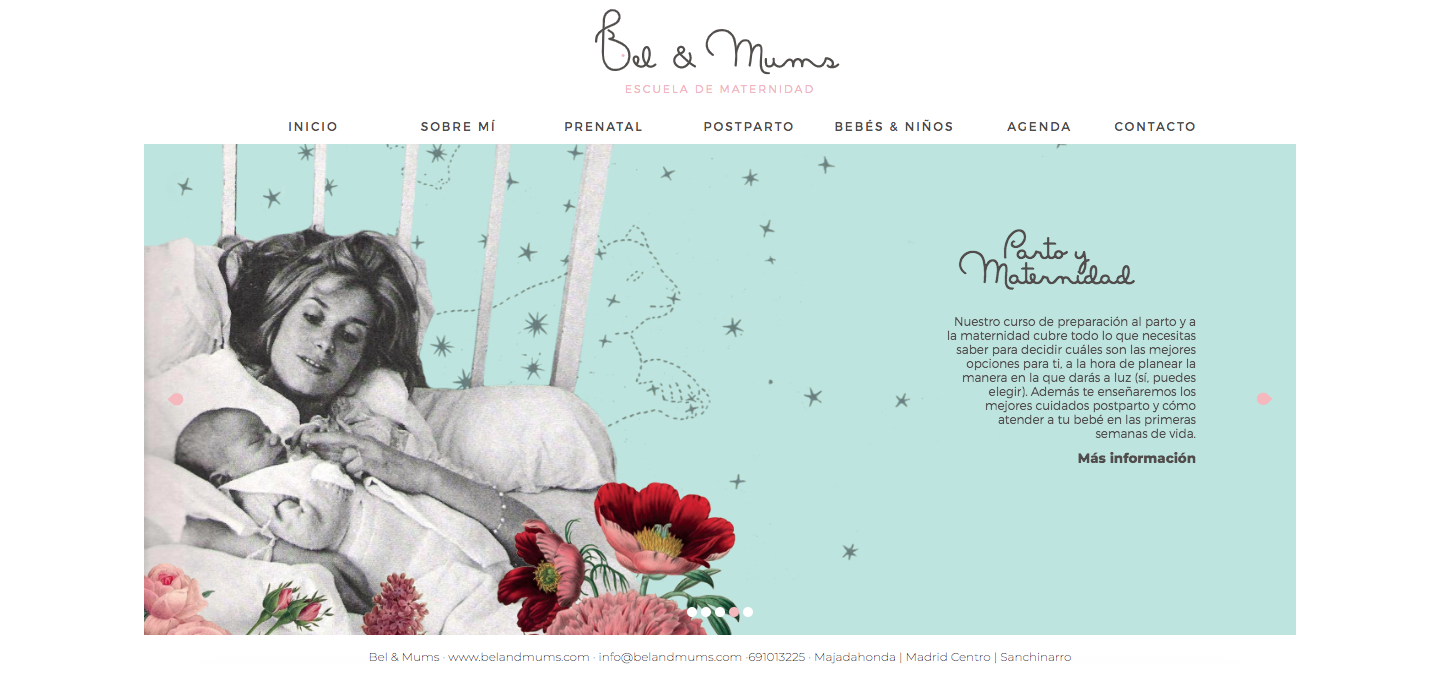 Bel & Mums
ESCUELA DE MATERNIDAD
INICIO SOBRE MÍ PRENATAL POSTPARTO BEBÉS & NIÑOS AGENDA CONTACTO
Parto y
Maternidad
Nuestro curso de preparación al parto y a
la maternidad cubre todo lo que necesitas
saber para decidir cuáles son las mejores
opciones para ti, a la hora de planear la
manera en la que darás a luz (sí, puedes
elegir). Además te enseñaremos los
mejores cuidados postparto y cómo
atender a tu bebé en las primeras
semanas de vida.
Más información
Bel & Mums · www.belandmums.com · info@belandmums.com ·691013225 · Majadahonda | Madrid Centro | Sanchinarro